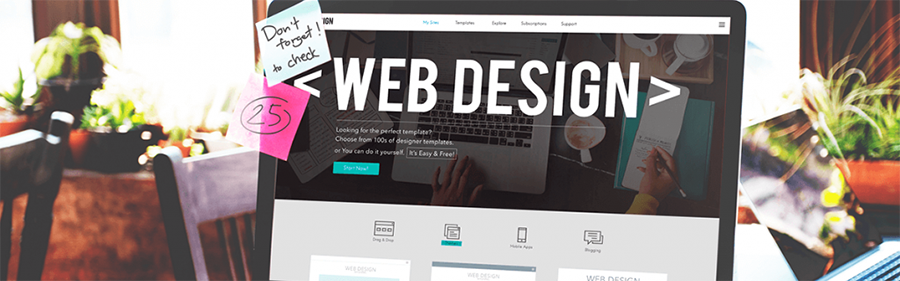 Don't
forget!
to check
25
IGN
My Sites Templates Explore Subscriptions Support
< WEB DESIGN >
Looking for the perfect template?
Choose from 100s of designer templates.
or You can do it yourself. It's Easy & Free!
Start Now!
Drag & Drop Mobile Apps Blogging
WEB DESIGN WEB DESIGN WEB DESIGN